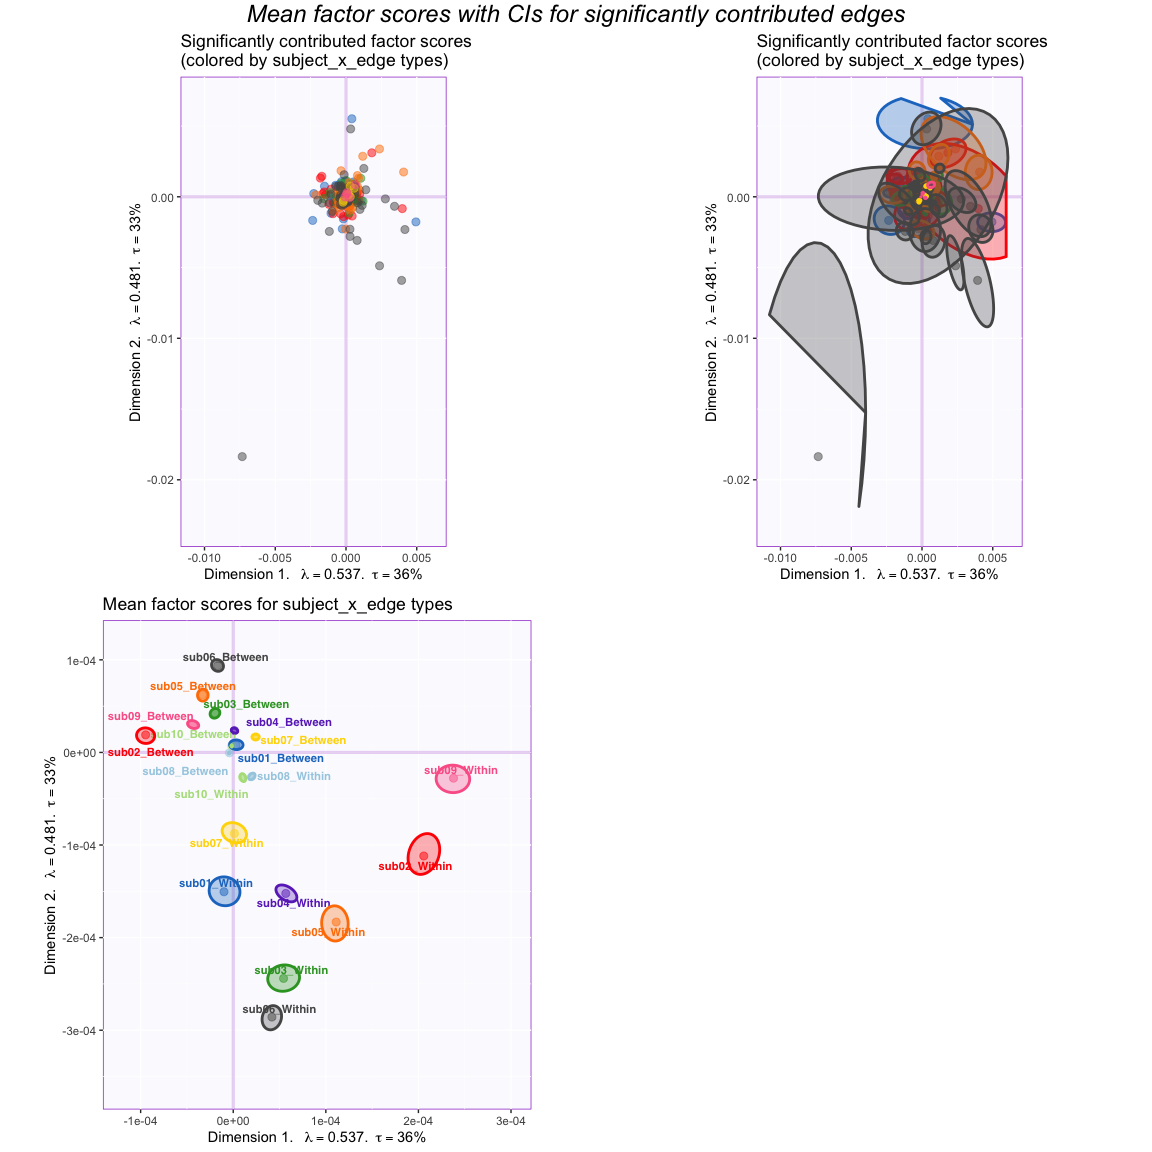 Mean factor scores with CIs for significantly contributed edges
Significantly contributed factor scores
(colored by subject_x_edge types)
0.00
-0.01
-0.02
-0.010
-0.005
0.000
0.005
Dimension 1. λ = 0.537. τ = 36%
Dimension 2. λ = 0.481. τ = 33%
Significantly contributed factor scores
(colored by subject_x_edge types)
0.00
-0.01
-0.02
-0.010
-0.005
0.000
0.005
Dimension 1. λ = 0.537. τ = 36%
Dimension 2. λ = 0.481. τ = 33%
Mean factor scores for subject_x_edge types
1e-04
0e+00
-1e-04
-2e-04
-3e-04
sub06_Between
sub05_Between
sub03_Between
sub09_Between
sub04_Between
sub10_Between
sub07_Between
sub02_Between
sub01_Between
sub08_Between
sub08_Within
sub09_Within
sub10_Within
sub07_Within
sub02_Within
sub01_Within
sub04_Within
sub05_Within
sub03_Within
sub06_Within
-1e-04
0e+00
1e-04
2e-04
3e-04
Dimension 1. λ = 0.537. τ = 36%
Dimension 2. λ = 0.481. τ = 33%